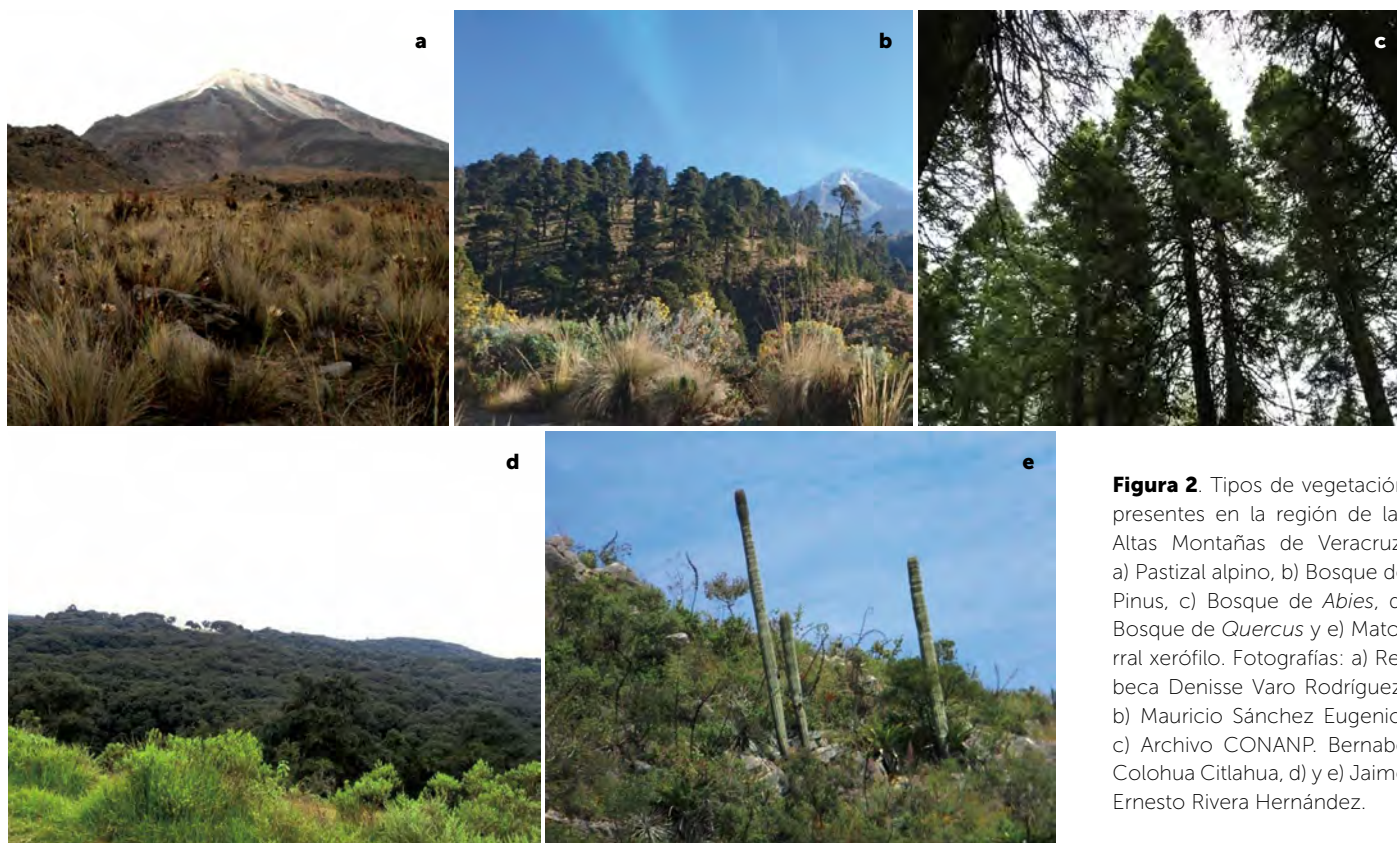 a
b
c
d
e
Figura 2. Tipos de vegetación
presentes en la región de la
Altas Montañas de Veracruz
a) Pastizal alpino, b) Bosque de
Pinus, c) Bosque de Abies, d
Bosque de Quercus y e) Mato
rral xerófilo. Fotografías: a) Re
beca Denisse Varo Rodríguez
b) Mauricio Sánchez Eugenio
c) Archivo CONANP. Bernabé
Colohua Citlahua, d) y e) Jaime
Ernesto Rivera Hernández.